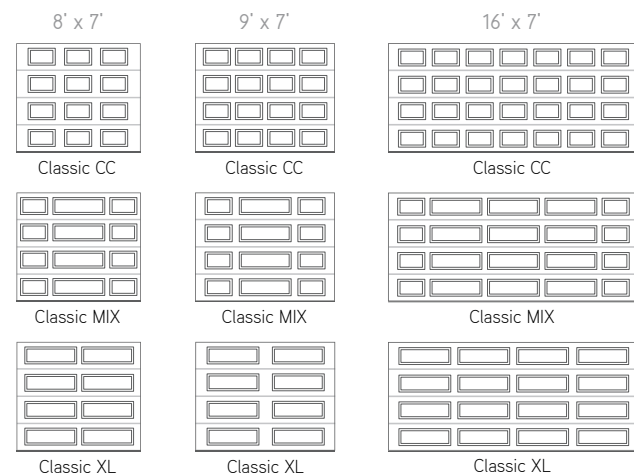 8' x 7' 9' x 7' 16' x 7'
Classic CC Classic CC Classic CC
Classic MIX Classic MIX Classic MIX
Classic XL Classic XL Classic XL